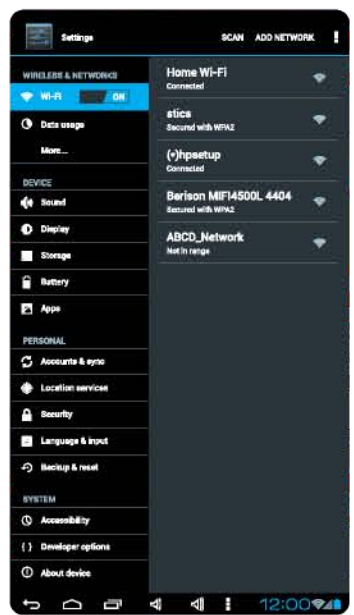 Settings
SCAN ADD NETWORK
WIRELESS & NETWORKS
Wi-Fi ON
Data usage
More...
DEVICE
Sound
Display
Storage
Battery
Apps
PERSONAL
Accounts & sync
Location services
Security
Language & input
Backup & reset
SYSTEM
Accessibility
{ } Developer options
About device
Home Wi-Fi
Connected
stics
Secured with WPA2
(•)hpsetup
Connected
Berison MIFI4500L 4404
Secured with WPA2
ABCD_Network
Not in range
12:00